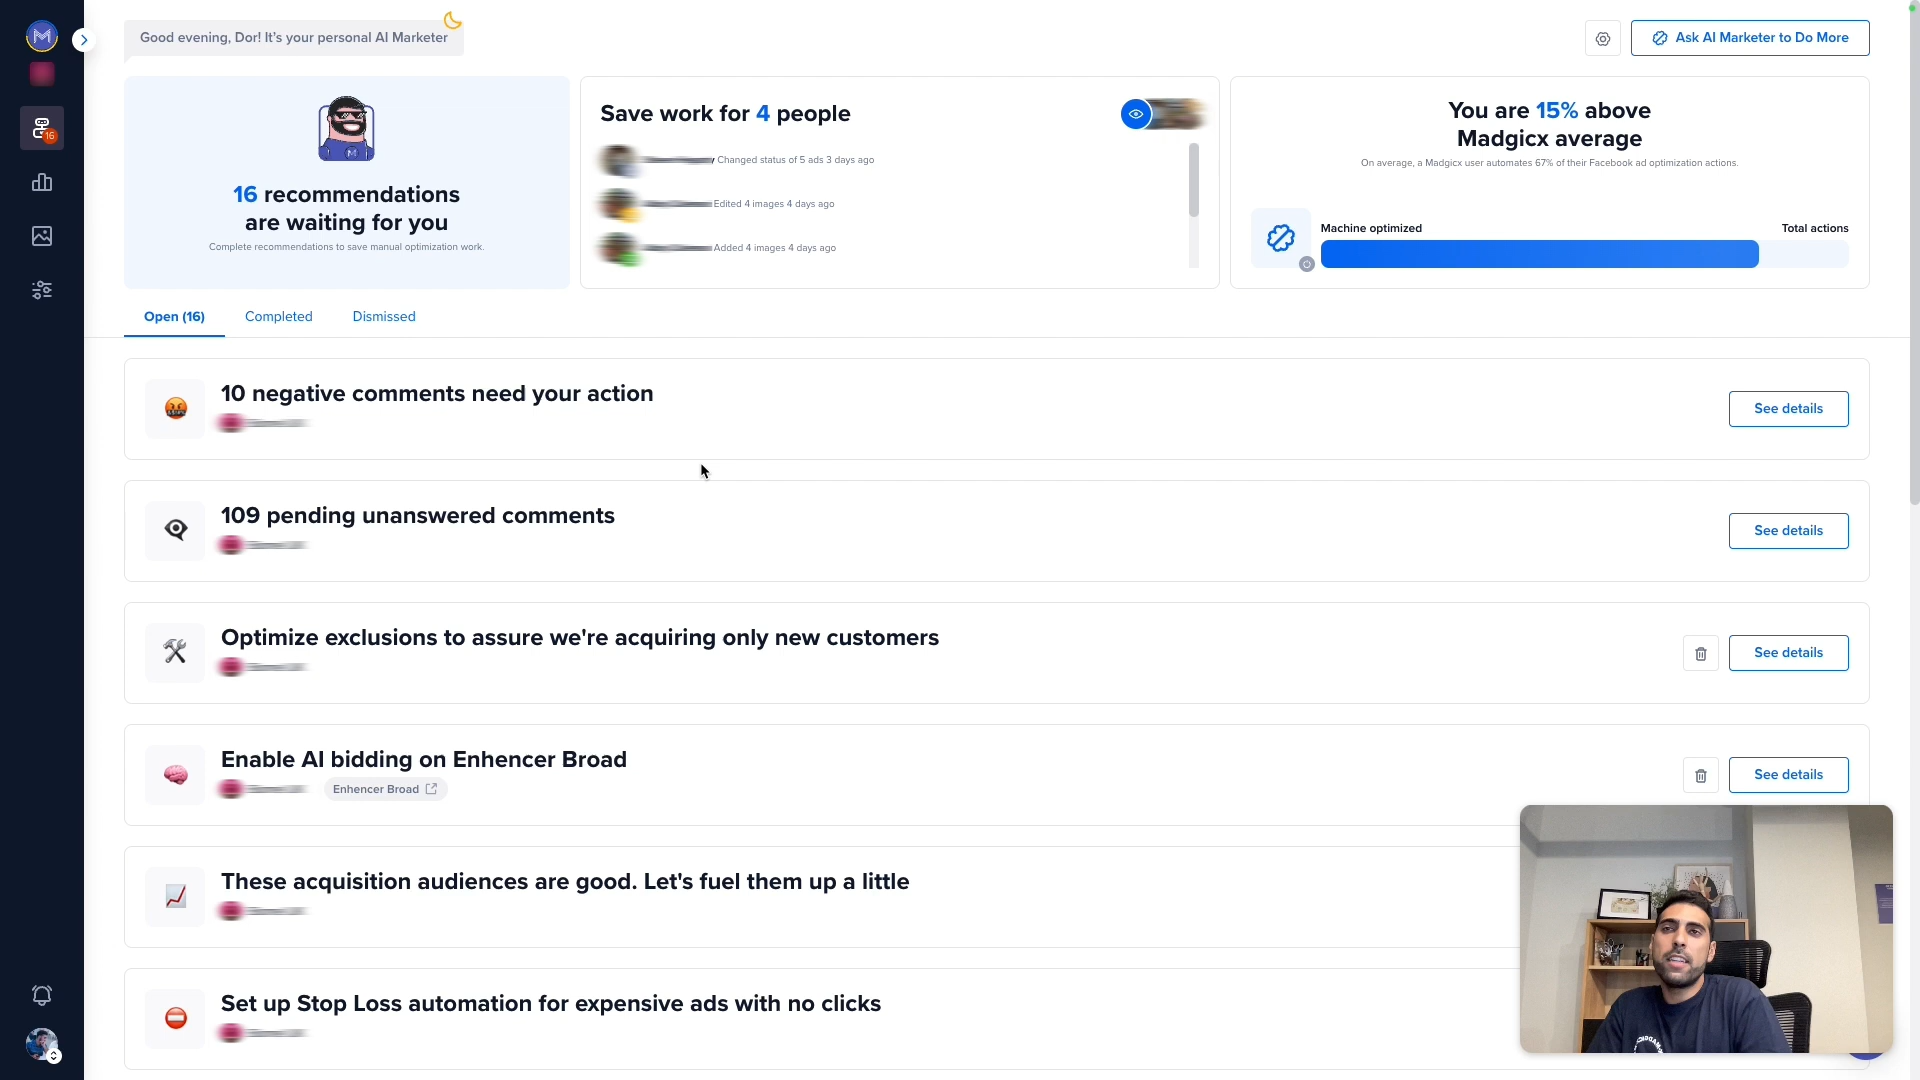 Good evening, Dor! It's your personal AI Marketer
Ask AI Marketer to Do More
16
16 recommendations
are waiting for you
Complete recommendations to save manual optimization work.
Save work for 4 people
Changed status of 5 ads 3 days ago
Edited 4 images 4 days ago
Added 4 images 4 days ago
You are 15% above
Madgicx average
On average, a Madgicx user automates 67% of their Facebook ad optimization actions.
Machine optimized
Total actions
Open (16)
Completed
Dismissed
10 negative comments need your action
See details
109 pending unanswered comments
See details
Optimize exclusions to assure we're acquiring only new customers
See details
Enable AI bidding on Enhencer Broad
Enhencer Broad
See details
These acquisition audiences are good. Let's fuel them up a little
Set up Stop Loss automation for expensive ads with no clicks